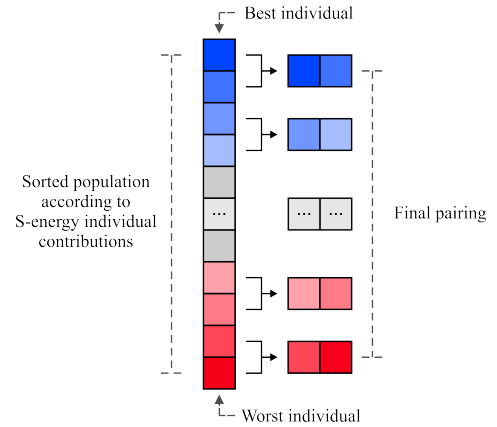 Best individual
Sorted population
according to
S-energy individual
contributions
...
... ...
Final pairing
Worst individual